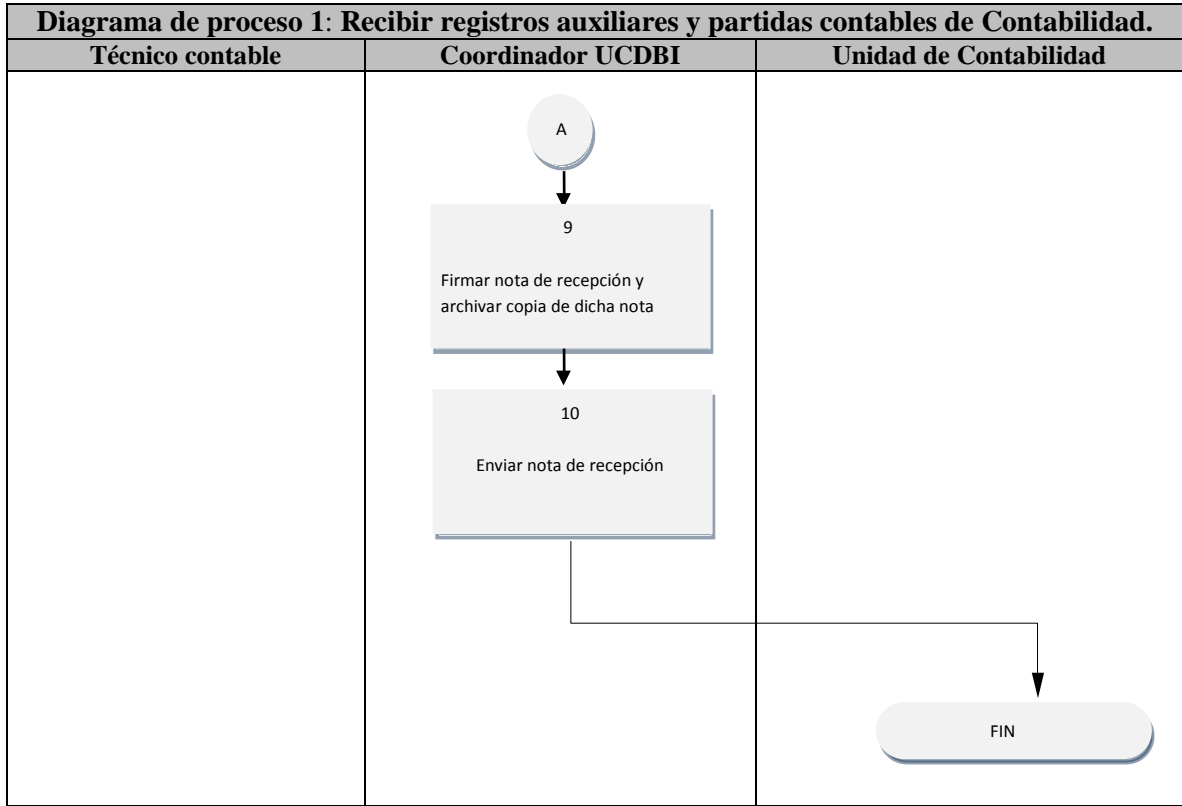 Diagrama de proceso 1: Recibir registros auxiliares y partidas contables de Contabilidad.
Técnico contable
Coordinador UCDBI
Unidad de Contabilidad
A
9
Firmar nota de recepción y
archivar copia de dicha nota
10
Enviar nota de recepción
FIN